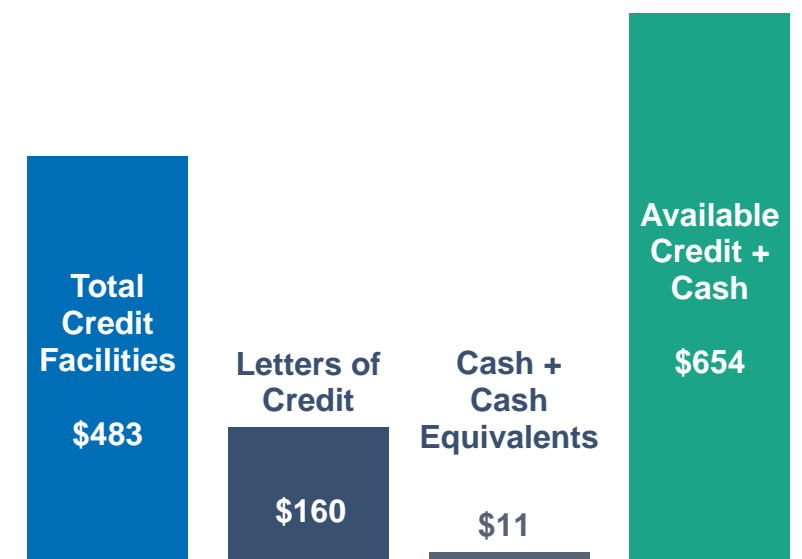 Total
Credit
Facilities
$483
Letters of
Credit
$160
Cash +
Cash
Equivalents
$11
Available
Credit +
Cash
$654